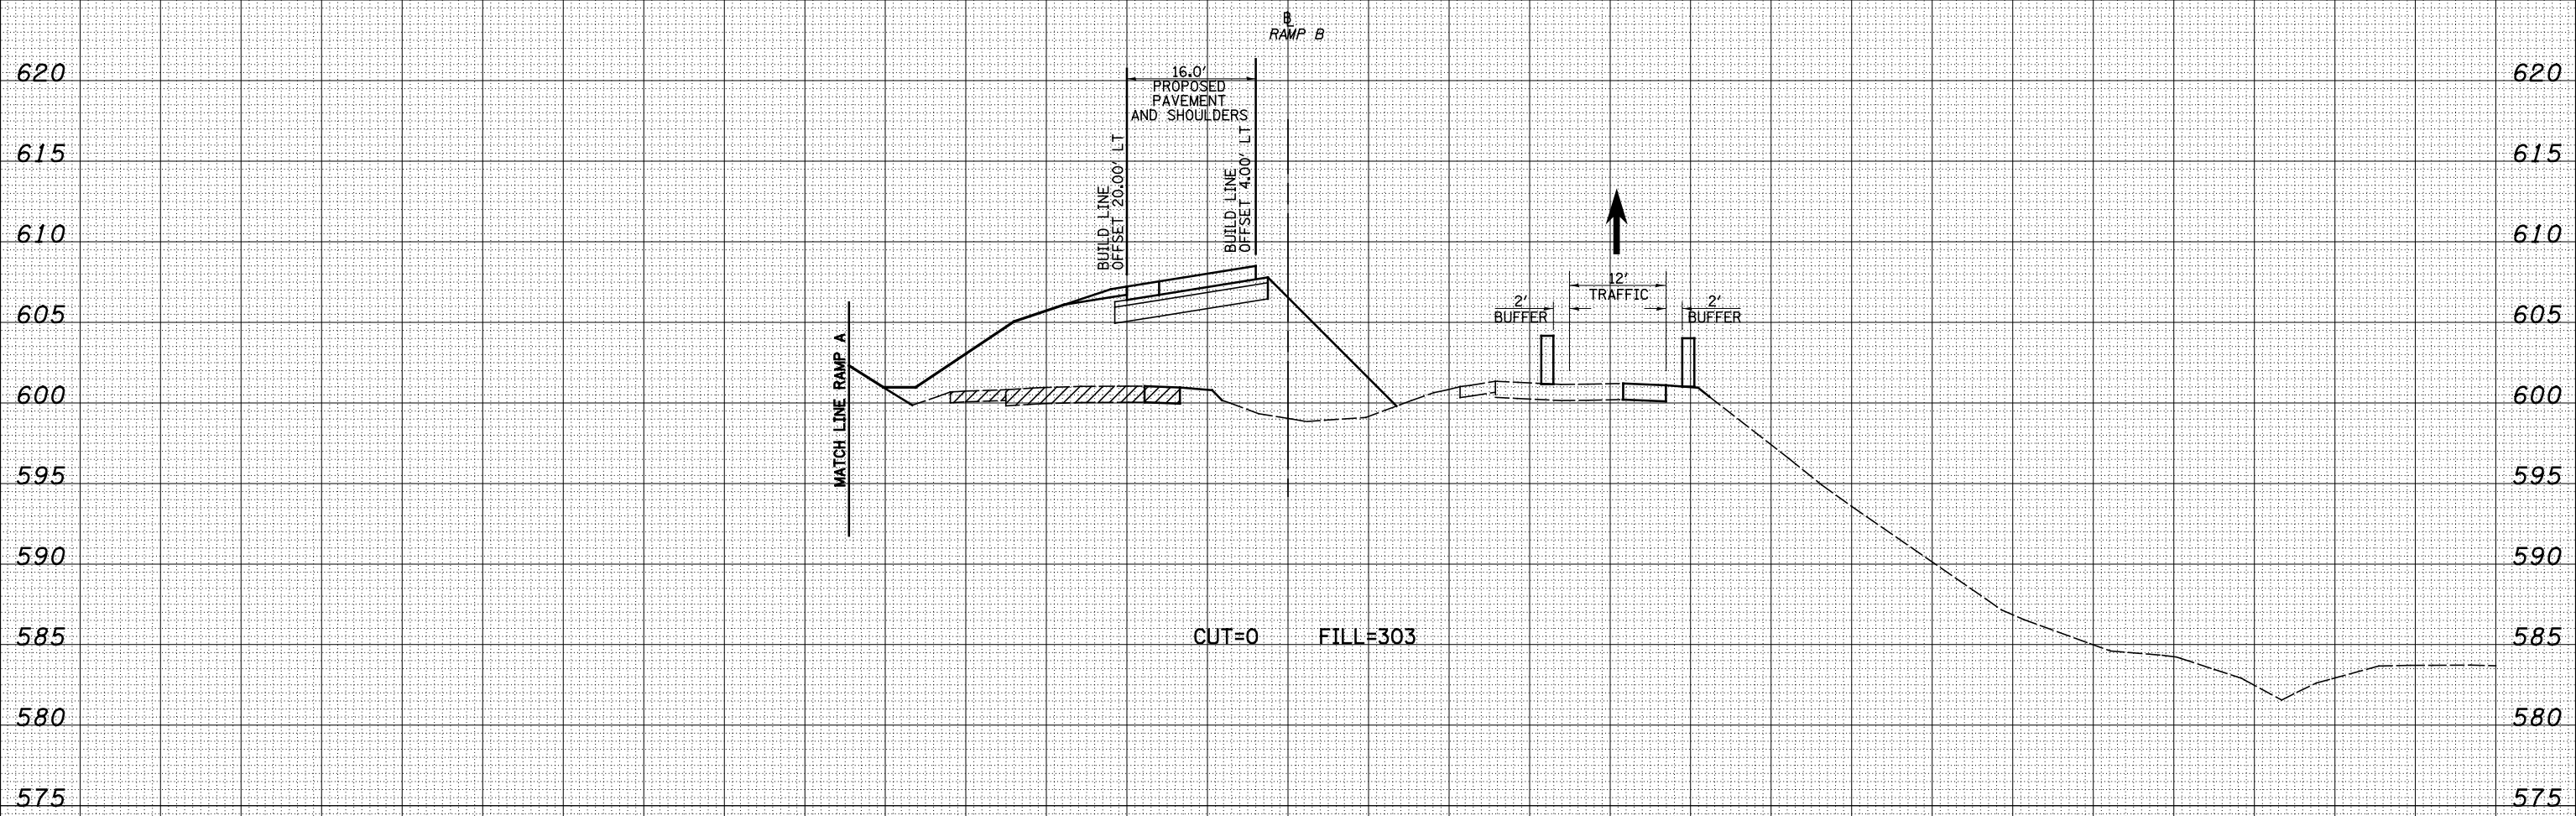 B
L
RAMP B
620
620
16.0'
PROPOSED
PAVEMENT
AND SHOULDERS
615
615
BUILD LINE
OFFSET 20.00' LT
BUILD LINE
OFFSET 4.00' LT
610
610
12'
TRAFFIC
2'
BUFFER
2'
BUFFER
605
605
MATCH LINE RAMP A
600
600
595
595
590
590
CUT=0 FILL=303
585
585
580
580
575
575